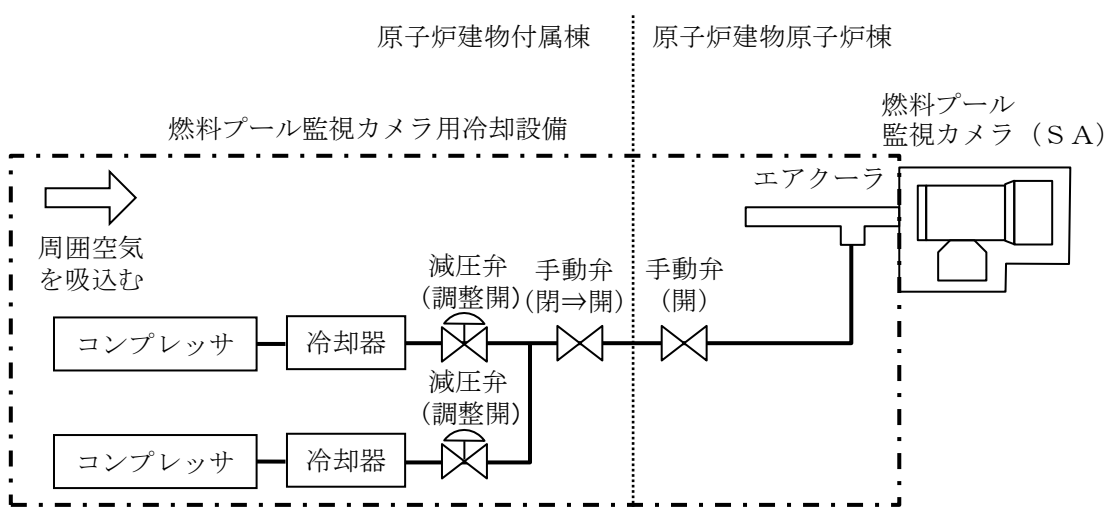 原子炉建物付属棟
原子炉建物原子炉棟
燃料プール
監視カメラ（ＳＡ）
燃料プール監視カメラ用冷却設備
エアクーラ
周囲空気
を吸込む
減圧弁
(調整開)
手動弁
(閉⇒開)
手動弁
(開)
コンプレッサ
冷却器
減圧弁
(調整開)
コンプレッサ
冷却器